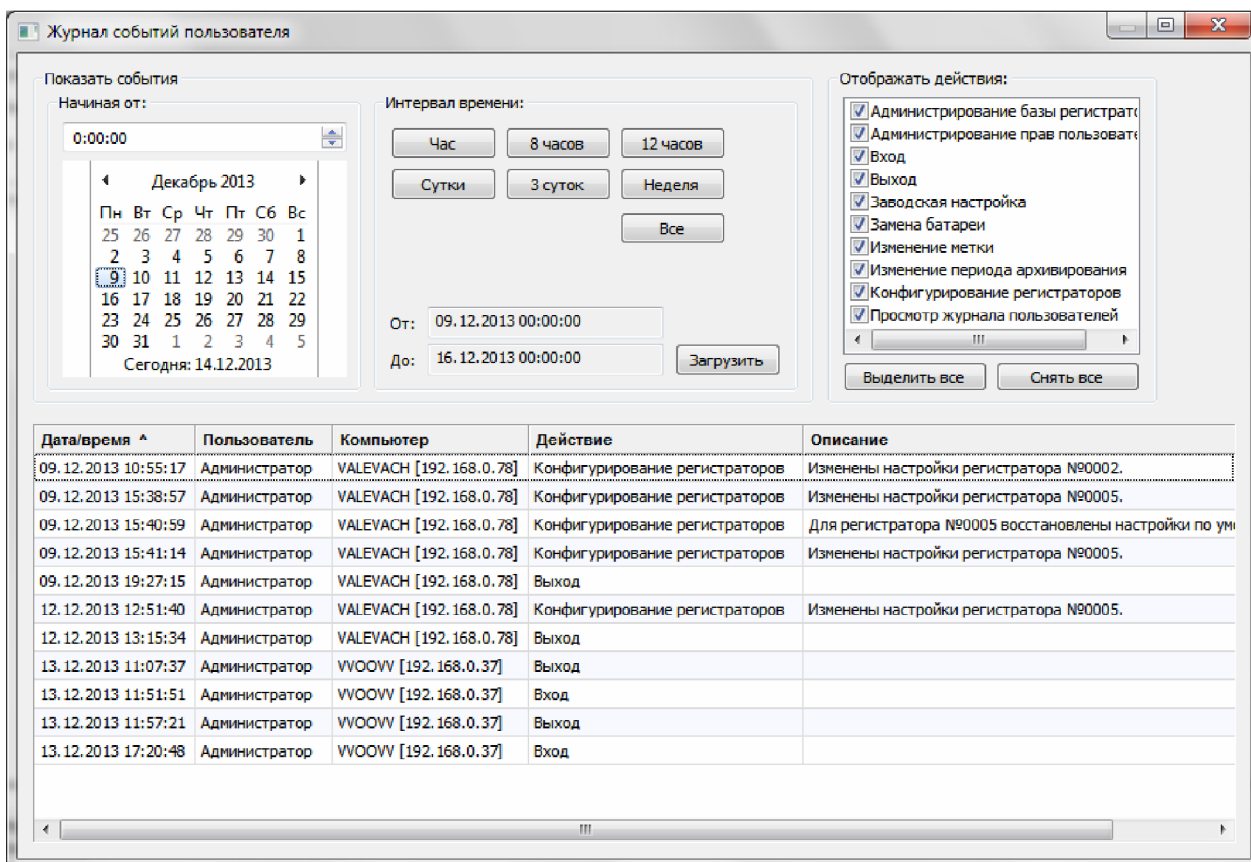 Журнал событий пользователя
Показать события
Начиная от:
0:00:00
Декабрь 2013
Пн Вт Ср Чт Пт Сб Вс
25 26 27 28 29 30 1
2 3 4 5 6 7 8
9 10 11 12 13 14 15
16 17 18 19 20 21 22
23 24 25 26 27 28 29
30 31 1 2 3 4 5
Сегодня: 14.12.2013
Интервал времени:
Час 8 часов 12 часов
Сутки 3 суток Неделя
Все
От: 09.12.2013 00:00:00
До: 16.12.2013 00:00:00 Загрузить
Отображать действия:
Администрирование базы регистрато
Администрирование прав пользовате
Вход
Выход
Заводская настройка
Замена батареи
Изменение метки
Изменение периода архивирования
Конфигурирование регистраторов
Просмотр журнала пользователей
Выделить все Снять все
Дата/время ^ Пользователь Компьютер Действие Описание
09.12.2013 10:55:17 Администратор VALEVACH [192.168.0.78] Конфигурирование регистраторов Изменены настройки регистратора №0002.
09.12.2013 15:38:57 Администратор VALEVACH [192.168.0.78] Конфигурирование регистраторов Изменены настройки регистратора №0005.
09.12.2013 15:40:59 Администратор VALEVACH [192.168.0.78] Конфигурирование регистраторов Для регистратора №0005 восстановлены настройки по умо
09.12.2013 15:41:14 Администратор VALEVACH [192.168.0.78] Конфигурирование регистраторов Изменены настройки регистратора №0005.
09.12.2013 19:27:15 Администратор VALEVACH [192.168.0.78] Выход
12.12.2013 12:51:40 Администратор VALEVACH [192.168.0.78] Конфигурирование регистраторов Изменены настройки регистратора №0005.
12.12.2013 13:15:34 Администратор VALEVACH [192.168.0.78] Выход
13.12.2013 11:07:37 Администратор VVOOVV [192.168.0.37] Выход
13.12.2013 11:51:51 Администратор VVOOVV [192.168.0.37] Вход
13.12.2013 11:57:21 Администратор VVOOVV [192.168.0.37] Выход
13.12.2013 17:20:48 Администратор VVOOVV [192.168.0.37] Вход